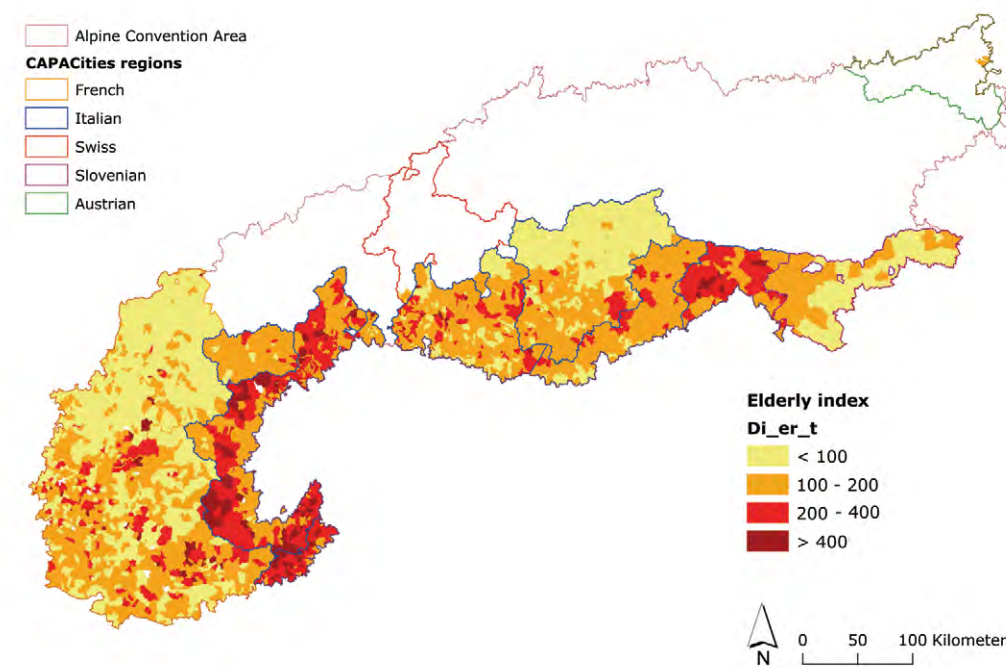 Alpine Convention Area
CAPACities regions
French
Italian
Swiss
Slovenian
Austrian
Elderly index
Di_er_t
< 100
100 - 200
200 - 400
> 400
N
0 50 100 Kilometer